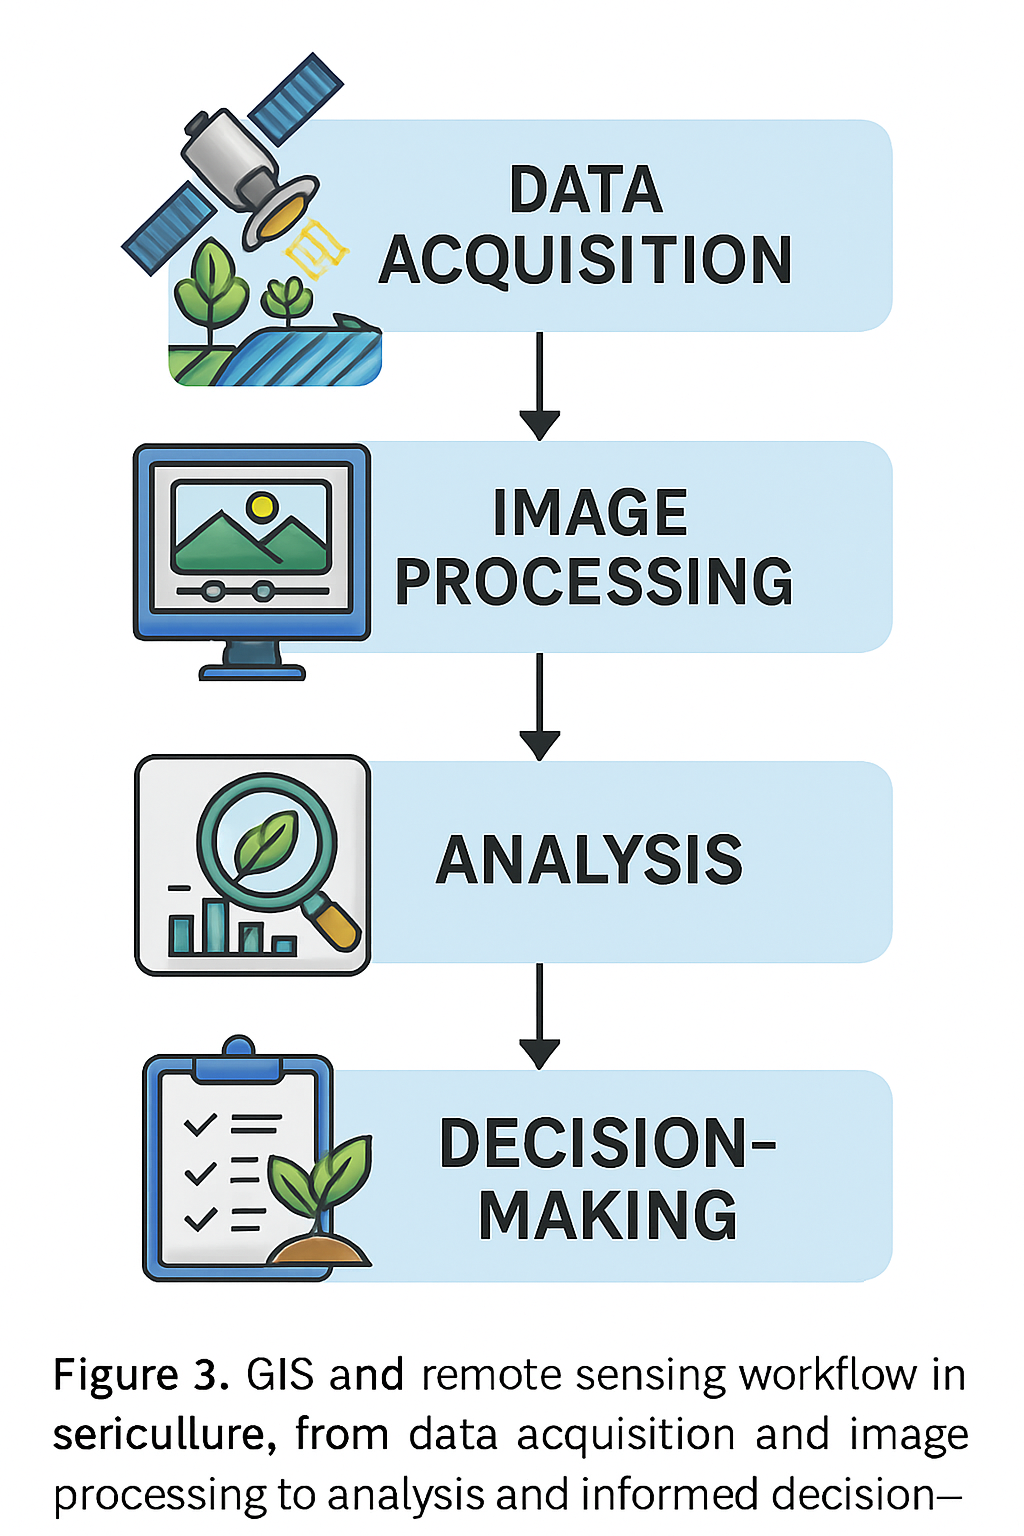 DATA
ACQUISITION
IMAGE
PROCESSING
ANALYSIS
DECISION-
MAKING
Figure 3. GIS and remote sensing workflow in
sericullure, from data acquisition and image
processing to analysis and informed decision–